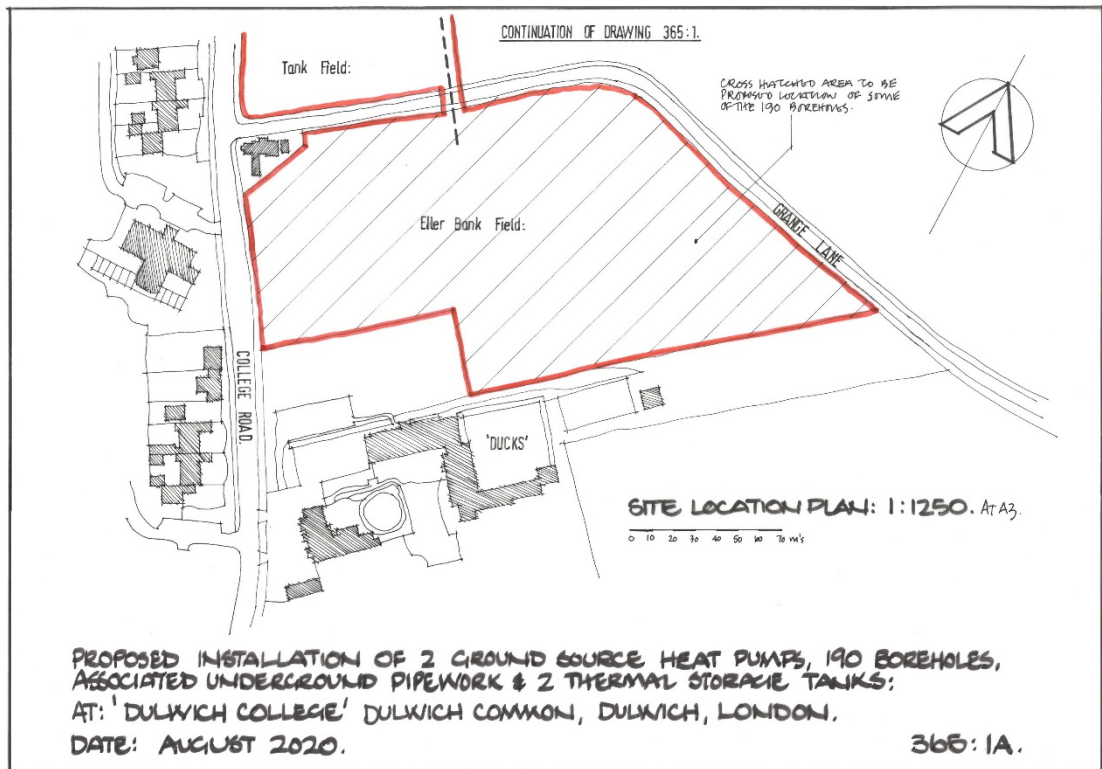 CONTINUATION OF DRAWING 365:1.
Tank Field:
CROSS HATCHED AREA TO BE
PROPOSED LOCATION OF SOME
OF THE 190 BOREHOLES.
Eller Bank Field:
GRANGE LANE
COLLEGE ROAD.
'DUCKS'
SITE LOCATION PLAN: 1:1250. At A3.
0 10 20 30 40 50 60 70 m's
PROPOSED INSTALLATION OF 2 GROUND SOURCE HEAT PUMPS, 190 BOREHOLES,
ASSOCIATED UNDERGROUND PIPEWORK & 2 THERMAL STORAGE TANKS:
AT: 'DULWICH COLLEGE' DULWICH COMMON, DULWICH, LONDON.
DATE: AUGUST 2020.
365:1A.